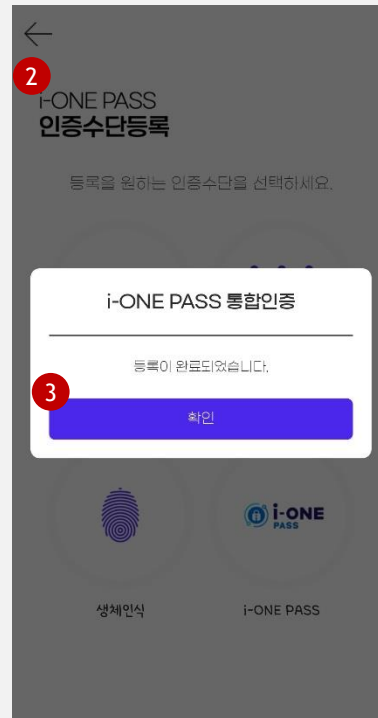 2
i-ONE PASS
인증수단등록
등록을 원하는 인증수단을 선택하세요.
i-ONE PASS 통합인증
등록이 완료되었습니다.
3
확인
i-ONE
PASS
생체인식
i-ONE PASS